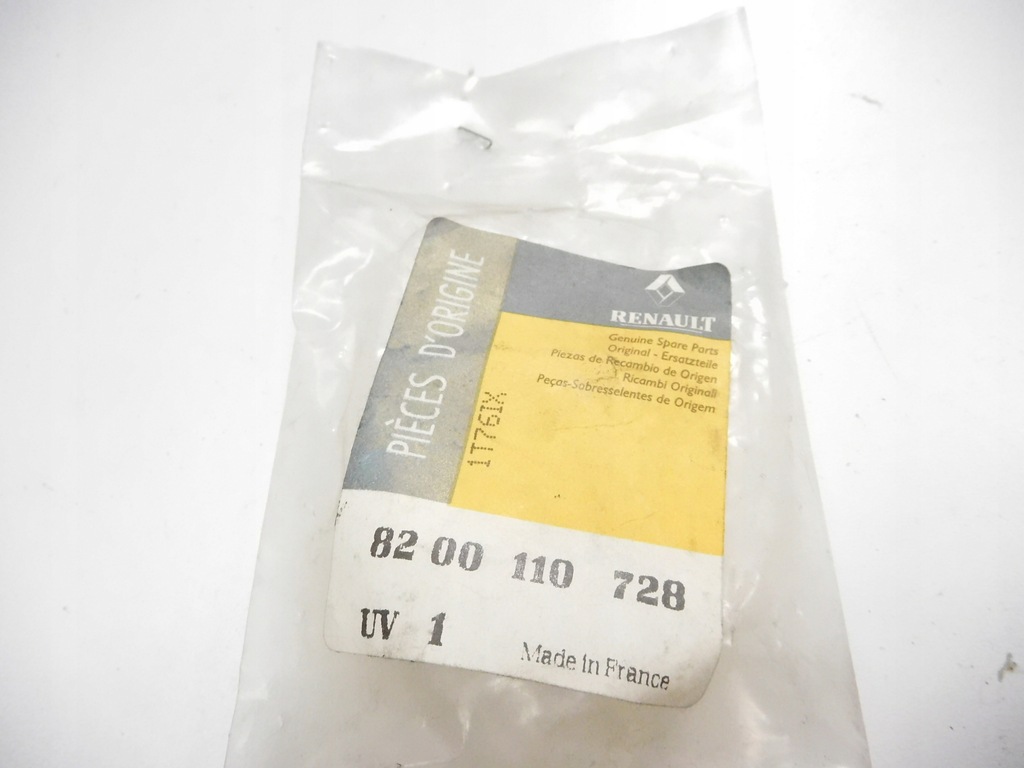 PIÈCES D'ORIGINE
RENAULT
Genuine Spare Parts
Original - Ersatzteile
Piezas de Recambio de Origen
Ricambi Originali
Peças-Sobresselentes de Origem
1T761X
82 00 110 728
UV 1
Made in France